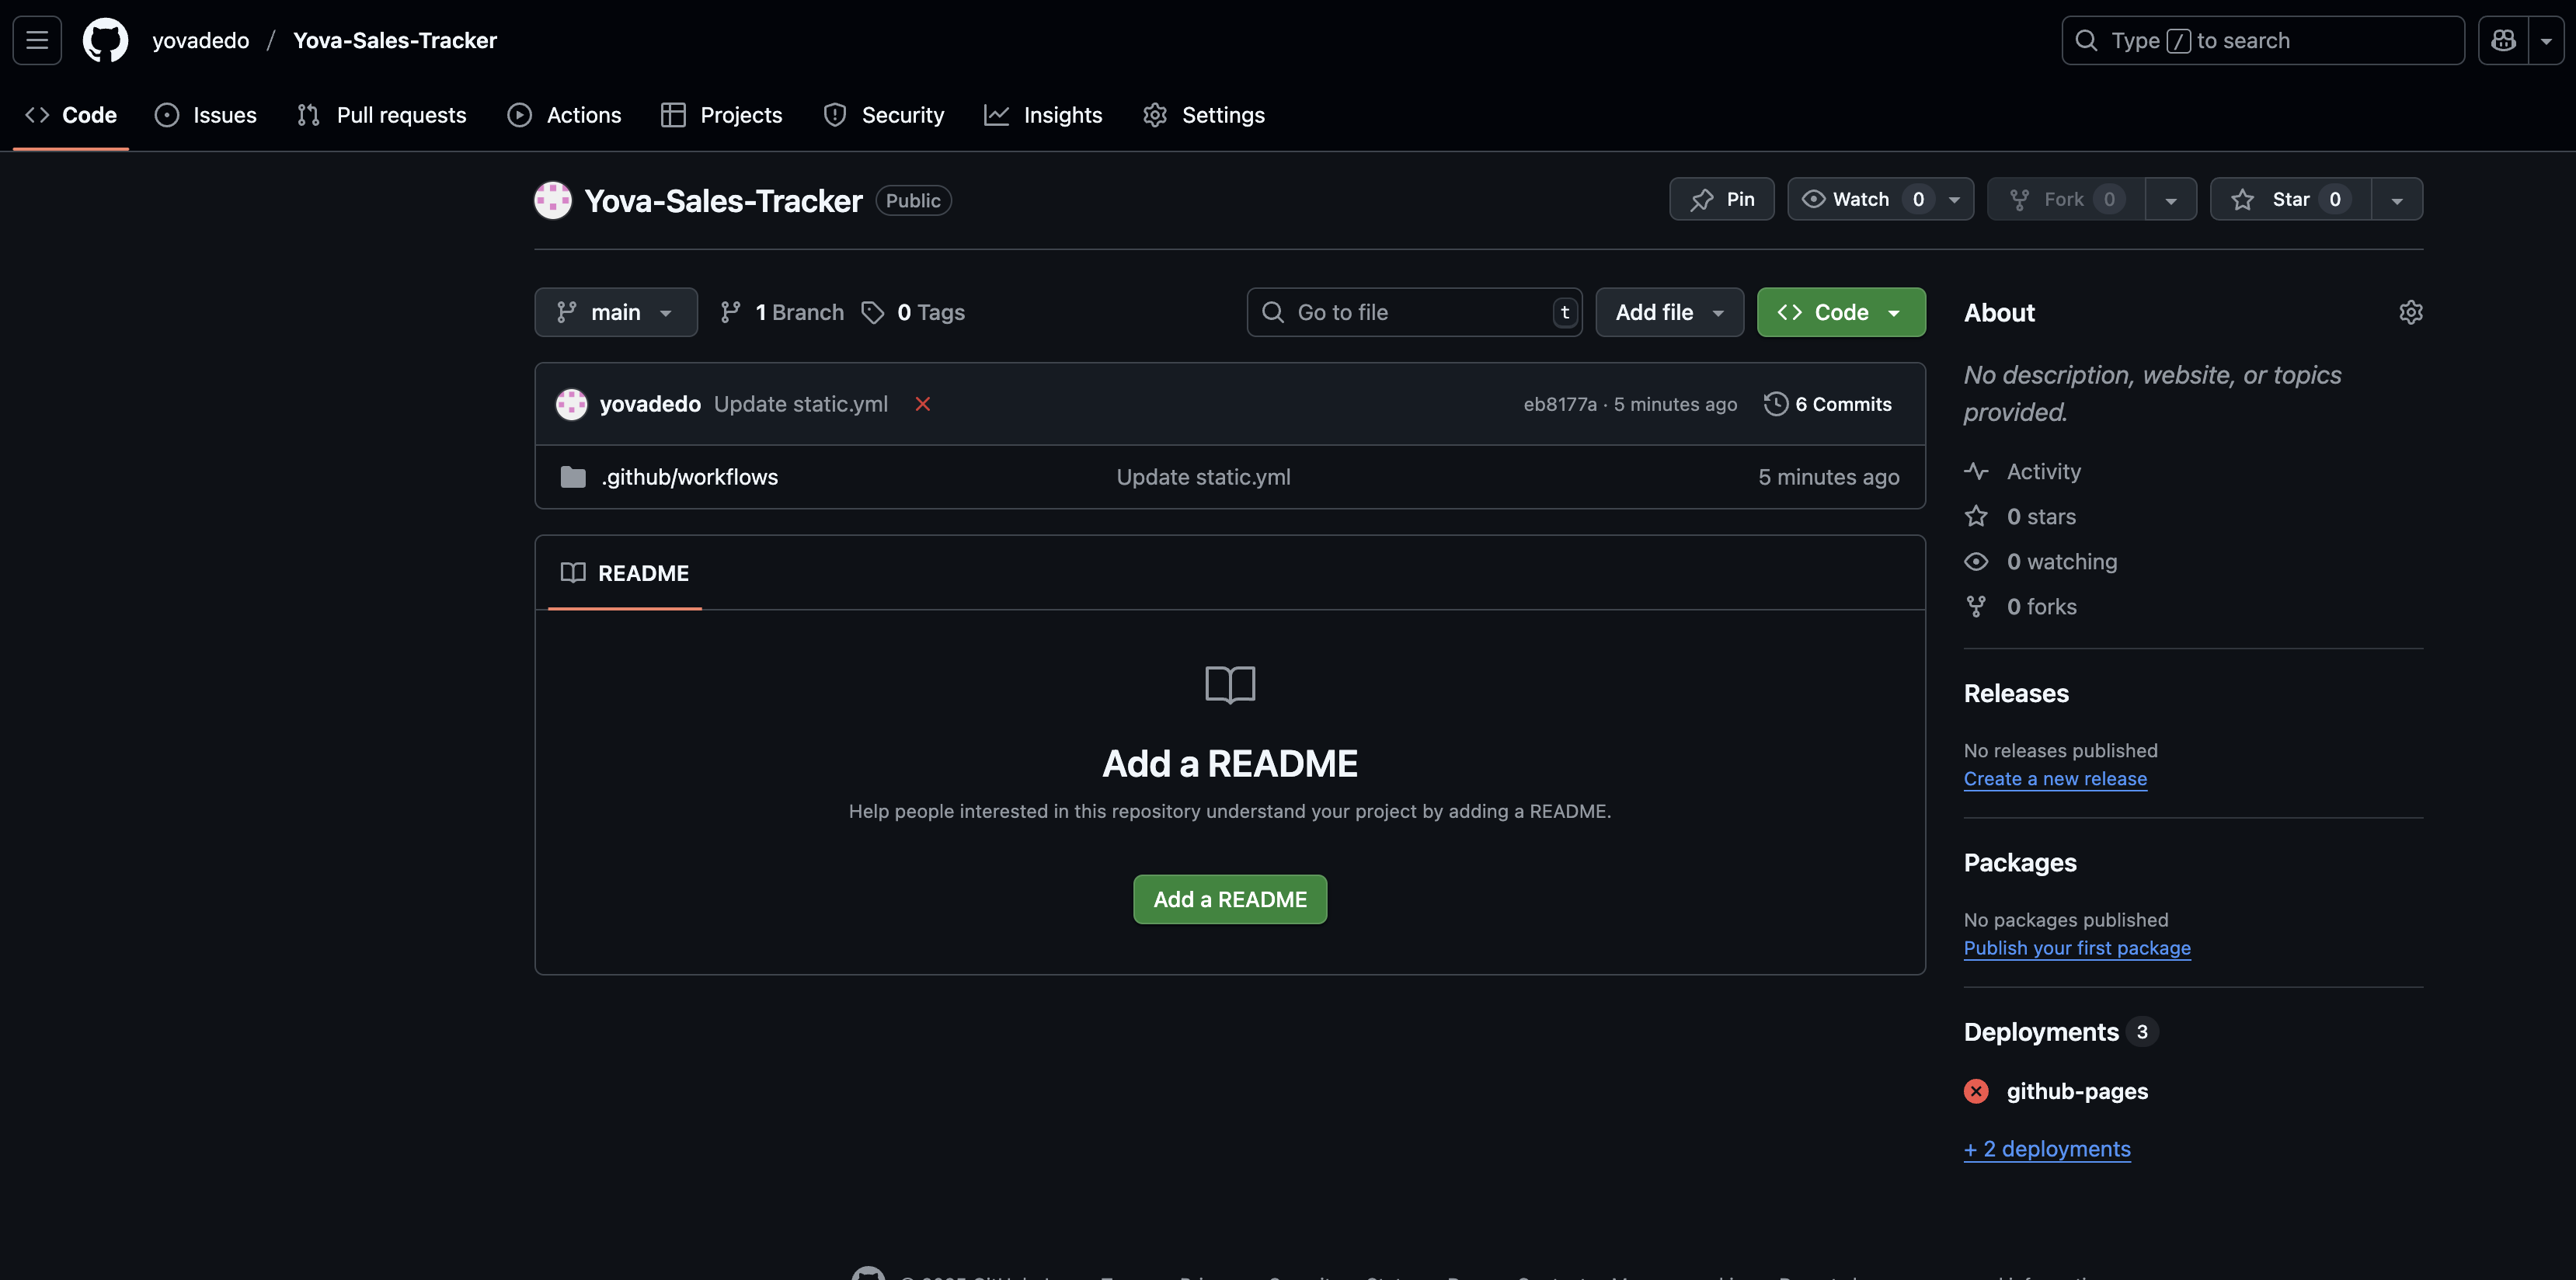 yovadedo / Yova-Sales-Tracker
Type / to search
Code Issues Pull requests Actions Projects Security Insights Settings
Yova-Sales-Tracker Public
Pin Watch 0 Fork 0 Star 0
main 1 Branch 0 Tags
Go to file t Add file Code
yovadedo Update static.yml eb8177a · 5 minutes ago 6 Commits
.github/workflows Update static.yml 5 minutes ago
README
Add a README
Help people interested in this repository understand your project by adding a README.
Add a README
About
No description, website, or topics
provided.
Activity
0 stars
0 watching
0 forks
Releases
No releases published
Create a new release
Packages
No packages published
Publish your first package
Deployments 3
github-pages
+ 2 deployments